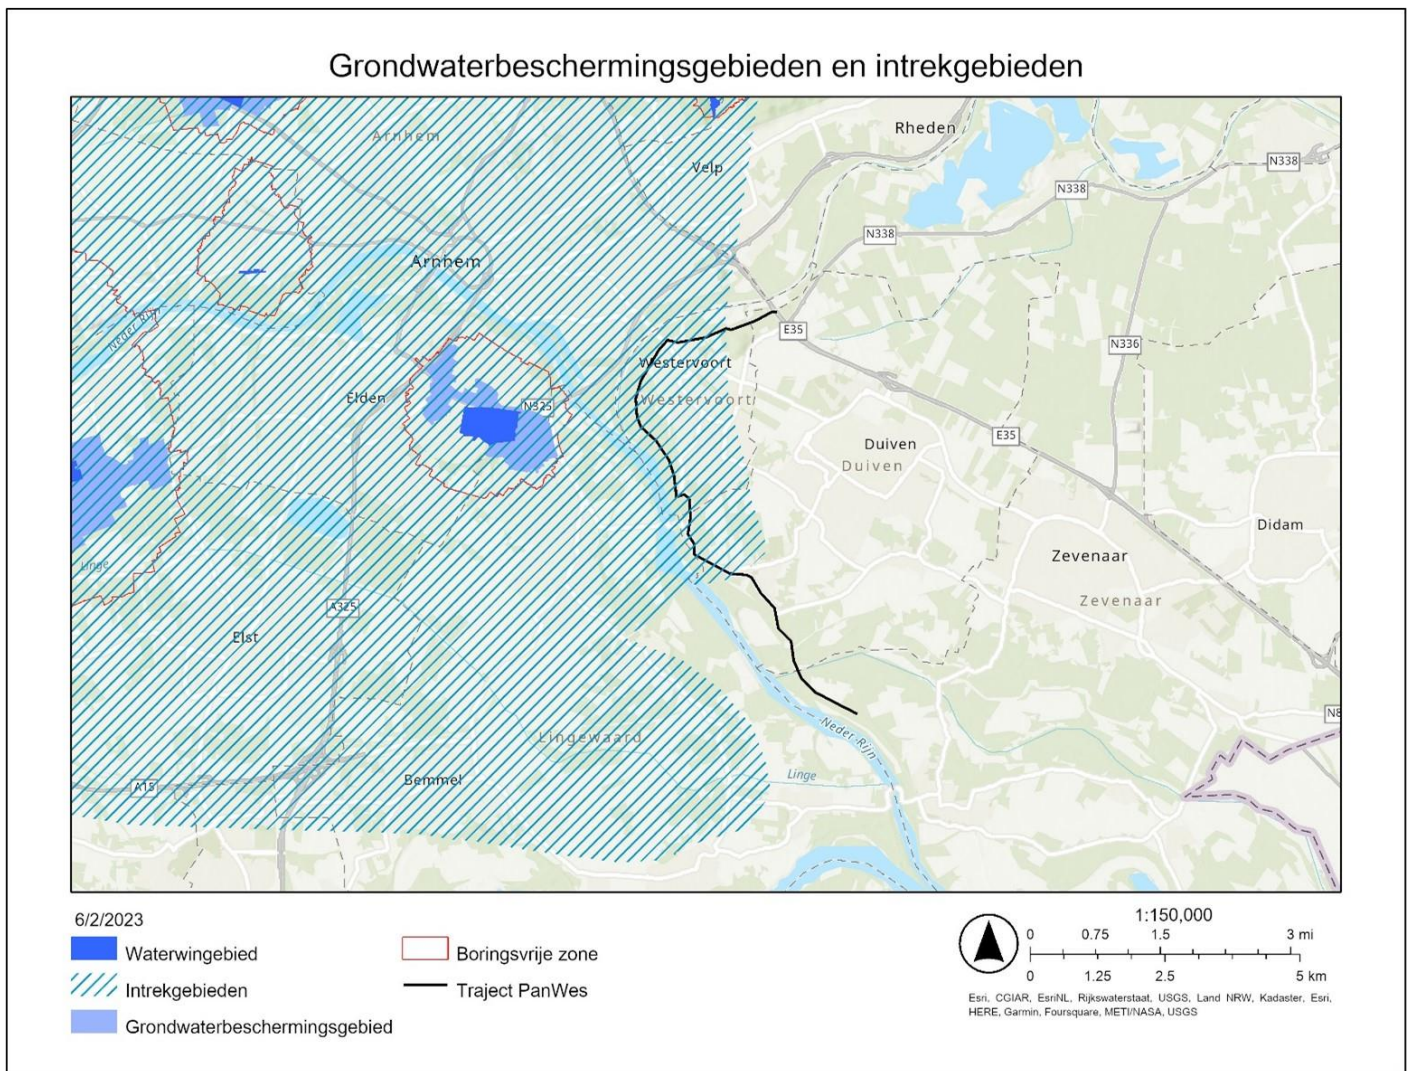 Grondwaterbeschermingsgebieden en intrekgebieden
Arnhem
Rheden
Velp
N338
N338
N338
Arnhem
Neder Rijn
E35
N336
Westervoort
Westervoort
Elden
N325
Duiven
Duiven
E35
Didam
Zevenaar
Zevenaar
Linge
A325
Elst
Lingewaard
Neder-Rijn
N8
Bemmel
Linge
A15
6/2/2023
Waterwingebied
Intrekgebieden
Grondwaterbeschermingsgebied
Boringsvrije zone
Traject PanWes
1:150,000
0 0.75 1.5 3 mi
0 1.25 2.5 5 km
Esri, CGIAR, EsriNL, Rijkswaterstaat, USGS, Land NRW, Kadaster, Esri,
HERE, Garmin, Foursquare, METI/NASA, USGS